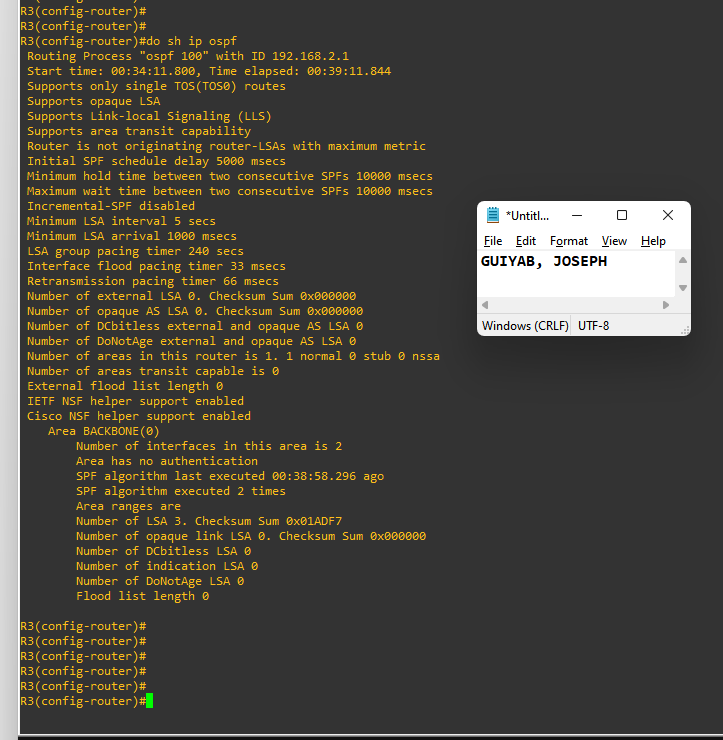 R3(config-router)#
R3(config-router)#
R3(config-router)#do sh ip ospf
 Routing Process "ospf 100" with ID 192.168.2.1
 Start time: 00:34:11.800, Time elapsed: 00:39:11.844
 Supports only single TOS(TOS0) routes
 Supports opaque LSA
 Supports Link-local Signaling (LLS)
 Supports area transit capability
 Router is not originating router-LSAs with maximum metric
 Initial SPF schedule delay 5000 msecs
 Minimum hold time between two consecutive SPFs 10000 msecs
 Maximum wait time between two consecutive SPFs 10000 msecs
 Incremental-SPF disabled
 Minimum LSA interval 5 secs
 Minimum LSA arrival 1000 msecs
 LSA group pacing timer 240 secs
 Interface flood pacing timer 33 msecs
 Retransmission pacing timer 66 msecs
 Number of external LSA 0. Checksum Sum 0x000000
 Number of opaque AS LSA 0. Checksum Sum 0x000000
 Number of DCbitless external and opaque AS LSA 0
 Number of DoNotAge external and opaque AS LSA 0
 Number of areas in this router is 1. 1 normal 0 stub 0 nssa
 Number of areas transit capable is 0
 External flood list length 0
 IETF NSF helper support enabled
 Cisco NSF helper support enabled
    Area BACKBONE(0)
        Number of interfaces in this area is 2
        Area has no authentication
        SPF algorithm last executed 00:38:58.296 ago
        SPF algorithm executed 2 times
        Area ranges are
        Number of LSA 3. Checksum Sum 0x01ADF7
        Number of opaque link LSA 0. Checksum Sum 0x000000
        Number of DCbitless LSA 0
        Number of indication LSA 0
        Number of DoNotAge LSA 0
        Flood list length 0
R3(config-router)#
R3(config-router)#
R3(config-router)#
R3(config-router)#
R3(config-router)#
R3(config-router)#
*Untitl...
File Edit Format View Help
GUIYAB, JOSEPH
Windows (CRLF) UTF-8